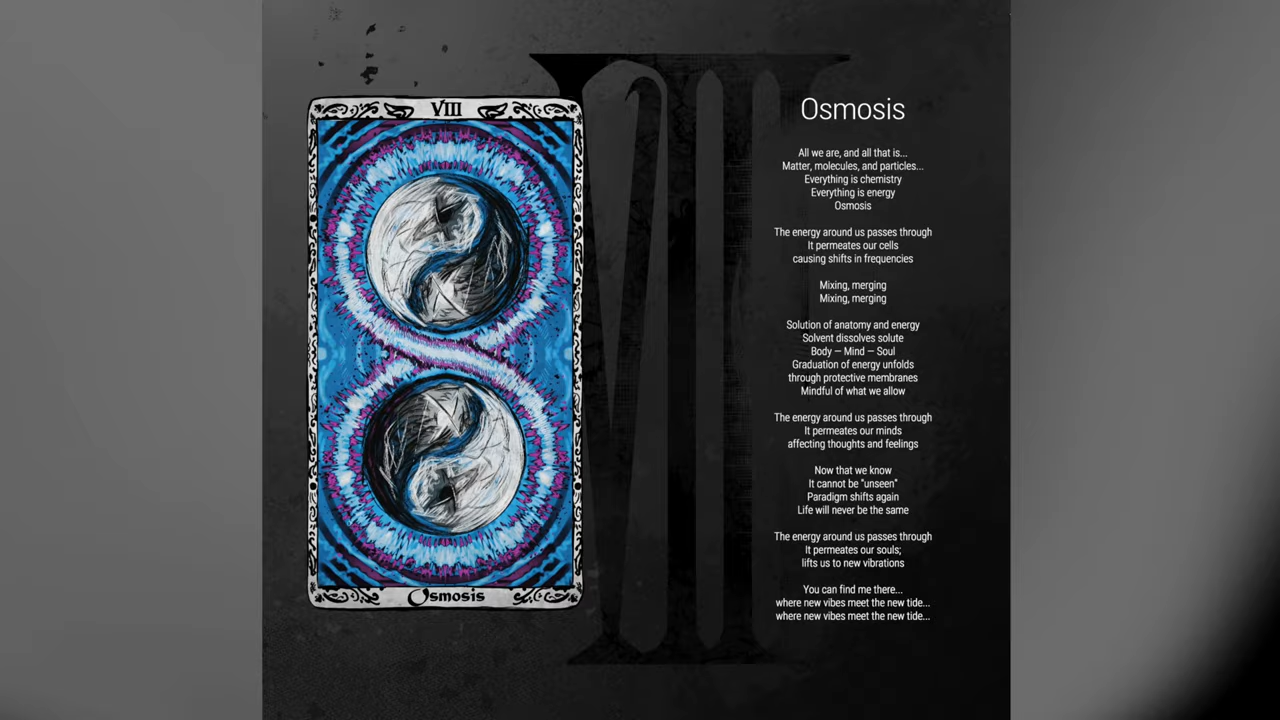 VIII
Osmosis
VII
Osmosis
All we are, and all that is...
Matter, molecules, and particles...
Everything is chemistry
Everything is energy
Osmosis
The energy around us passes through
It permeates our cells
causing shifts in frequencies
Mixing, merging
Mixing, merging
Solution of anatomy and energy
Solvent dissolves solute
Body – Mind – Soul
Graduation of energy unfolds
through protective membranes
Mindful of what we allow
The energy around us passes through
It permeates our minds
affecting thoughts and feelings
Now that we know
It cannot be "unseen"
Paradigm shifts again
Life will never be the same
The energy around us passes through
It permeates our souls;
lifts us to new vibrations
You can find me there...
where new vibes meet the new tide...
where new vibes meet the new tide...